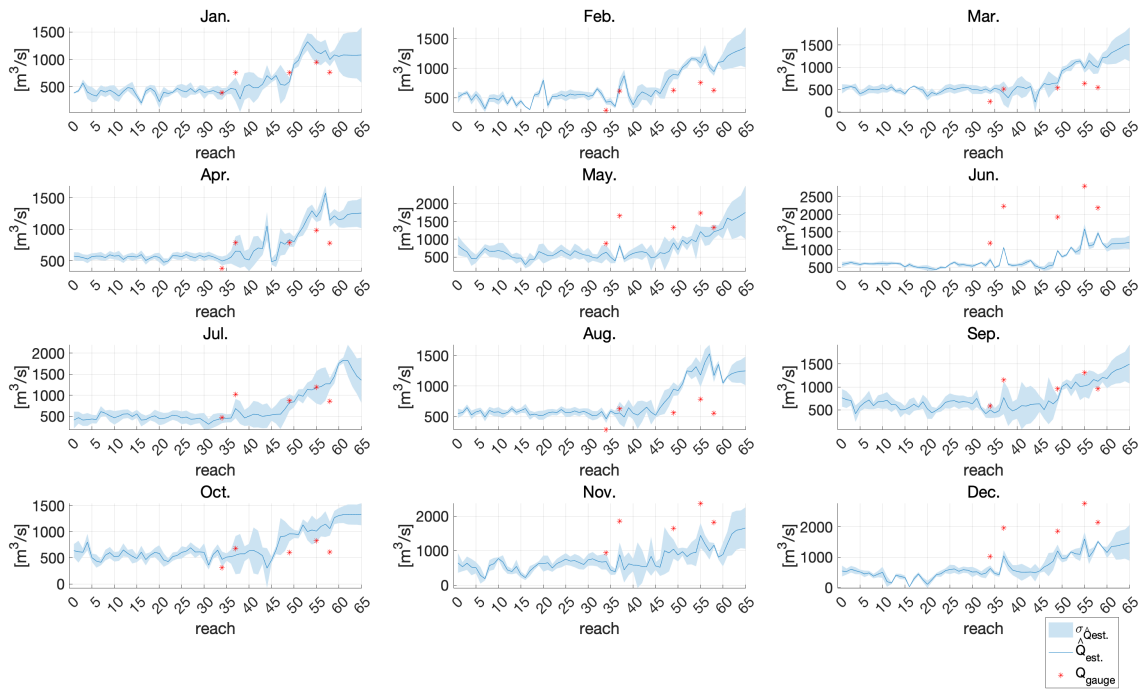 Jan.
[m³/s]
1500
1000
500
0 5 10 15 20 25 30 35 40 45 50 55 60 65
reach
Feb.
[m³/s]
1500
1000
500
0 5 10 15 20 25 30 35 40 45 50 55 60 65
reach
Mar.
[m³/s]
1500
1000
500
0
0 5 10 15 20 25 30 35 40 45 50 55 60 65
reach
Apr.
[m³/s]
1500
1000
500
0 5 10 15 20 25 30 35 40 45 50 55 60 65
reach
May.
[m³/s]
2000
1500
1000
500
0 5 10 15 20 25 30 35 40 45 50 55 60 65
reach
Jun.
[m³/s]
2500
2000
1500
1000
500
0 5 10 15 20 25 30 35 40 45 50 55 60 65
reach
Jul.
[m³/s]
2000
1500
1000
500
0 5 10 15 20 25 30 35 40 45 50 55 60 65
reach
Aug.
[m³/s]
1500
1000
500
0 5 10 15 20 25 30 35 40 45 50 55 60 65
reach
Sep.
[m³/s]
1500
1000
500
0 5 10 15 20 25 30 35 40 45 50 55 60 65
reach
Oct.
[m³/s]
1500
1000
500
0
0 5 10 15 20 25 30 35 40 45 50 55 60 65
reach
Nov.
[m³/s]
2000
1000
0
0 5 10 15 20 25 30 35 40 45 50 55 60 65
reach
Dec.
[m³/s]
2000
1000
0
0 5 10 15 20 25 30 35 40 45 50 55 60 65
reach
σ Q̂est.
Q̂ est.
Q gauge